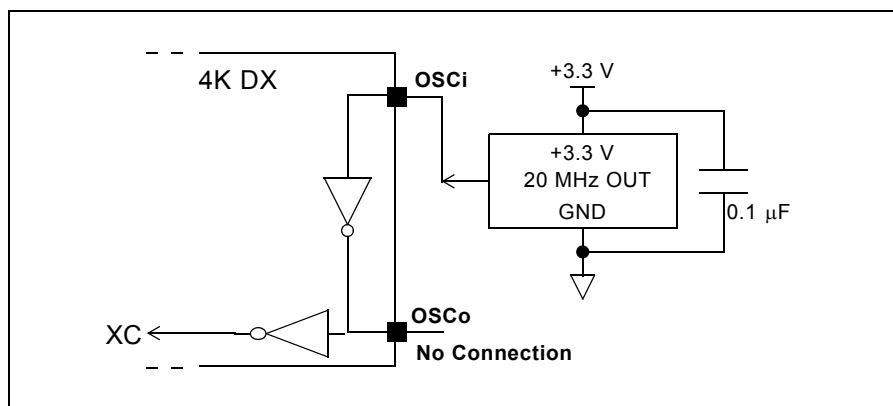 4K DX
OSCi
+3.3 V
+3.3 V
20 MHz OUT
GND
0.1 μF
OSCo
XC
No Connection